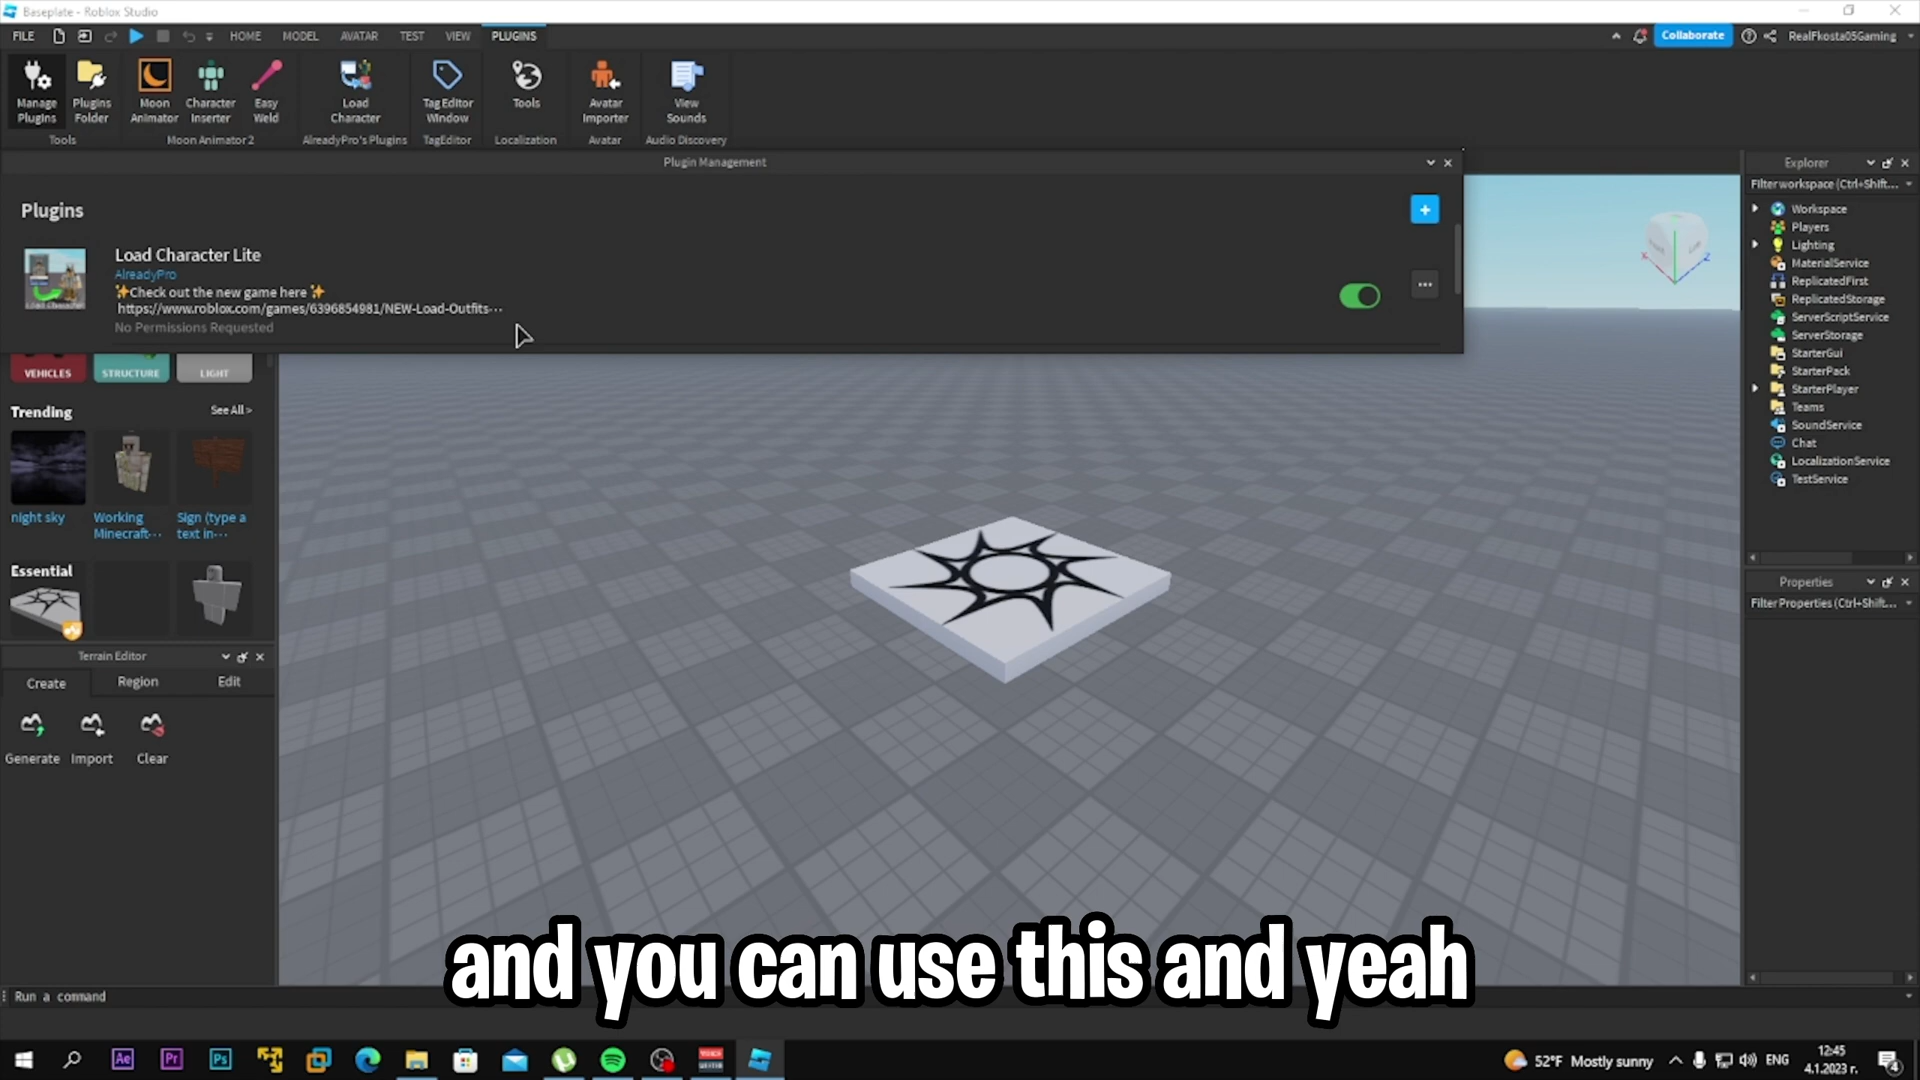 Baseplate - Roblox Studio
FILE HOME MODEL AVATAR TEST VIEW PLUGINS Collaborate RealFkosta05Gaming
Manage Plugins
Plugins Folder
Moon Animator
Character Inserter
Easy Weld
Load Character
TagEditor Window
Tools
Avatar Importer
View Sounds
Tools Moon Animator 2 AlreadyPro's Plugins TagEditor Localization Avatar Audio Discovery
Plugin Management
Plugins
+
Load Character Lite
AlreadyPro
✨Check out the new game here ✨
https://www.roblox.com/games/6396854981/NEW-Load-Outfits···
No Permissions Requested
VEHICLES STRUCTURE LIGHT
Trending See All >
night sky
Working Minecraft···
Sign (type a text in···
Essential
Terrain Editor
Create Region Edit
Generate Import Clear
Explorer
Filter workspace (Ctrl+Shift...
Workspace
Players
Lighting
MaterialService
ReplicatedFirst
ReplicatedStorage
ServerScriptService
ServerStorage
StarterGui
StarterPack
StarterPlayer
Teams
SoundService
Chat
LocalizationService
TestService
Properties
Filter Properties (Ctrl+Shift...
and you can use this and yeah
Run a command
Ae Pr Ps
52°F Mostly sunny ENG
12:45
4.1.2023 г.
4